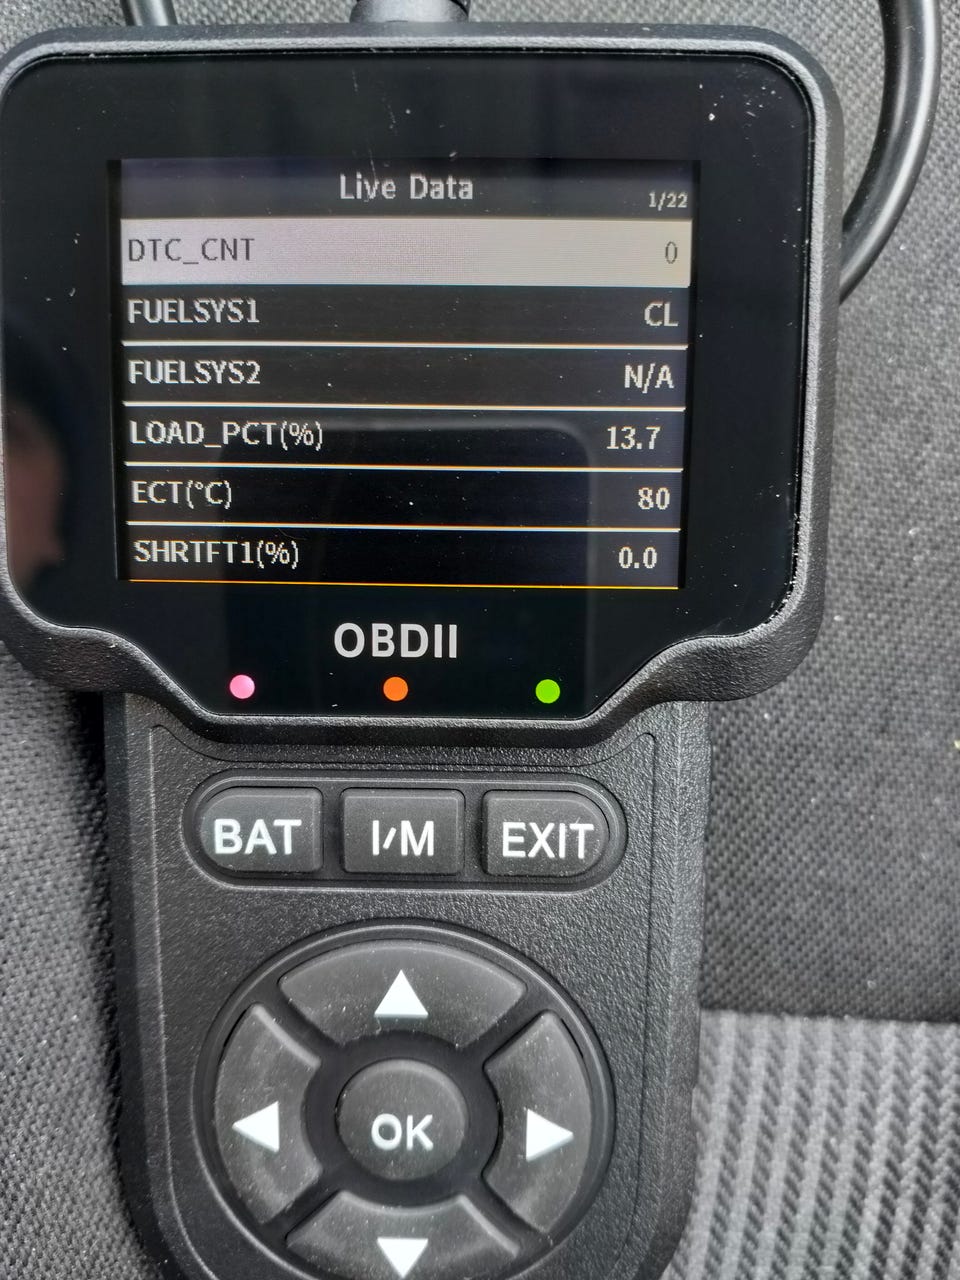 Live Data
1/22
DTC_CNT 0
FUELSYS1 CL
FUELSYS2 N/A
LOAD_PCT(%) 13.7
ECT(°C) 80
SHRTFT1(%) 0.0
OBDII
BAT I/M EXIT
OK